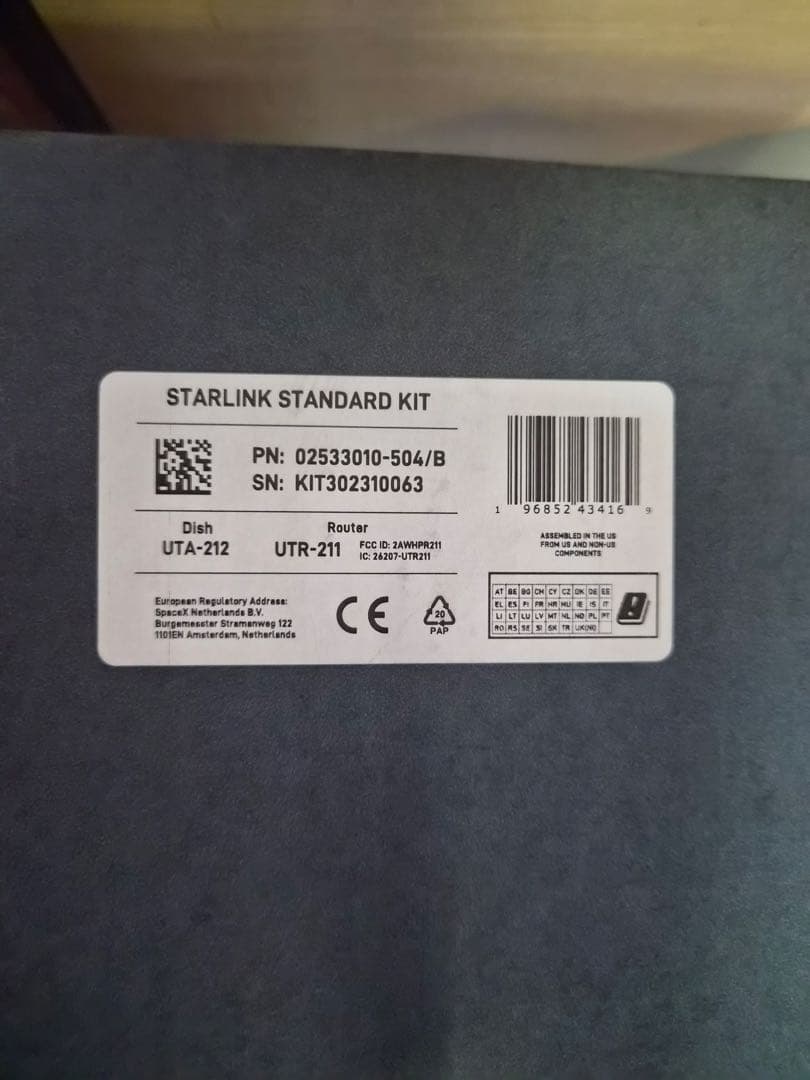 STARLINK STANDARD KIT
PN: 02533010-504/B
SN: KIT302310063
Dish
UTA-212
Router
UTR-211
FCC ID: 2AWHPR211
IC: 26207-UTR211
European Regulatory Address:
SpaceX Netherlands B.V.
Burgemeester Stramanweg 122
1101EN Amsterdam, Netherlands
CE
20
PAP
1 96852 43416 9
ASSEMBLED IN THE US
FROM US AND NON-US
COMPONENTS
AT BE BG CH CY CZ DK DE EE
EL ES FI FR HR HU IE IS IT
LI LT LU LV MT NL NO PL PT
RO RS SE SI SK TR UK(NI)